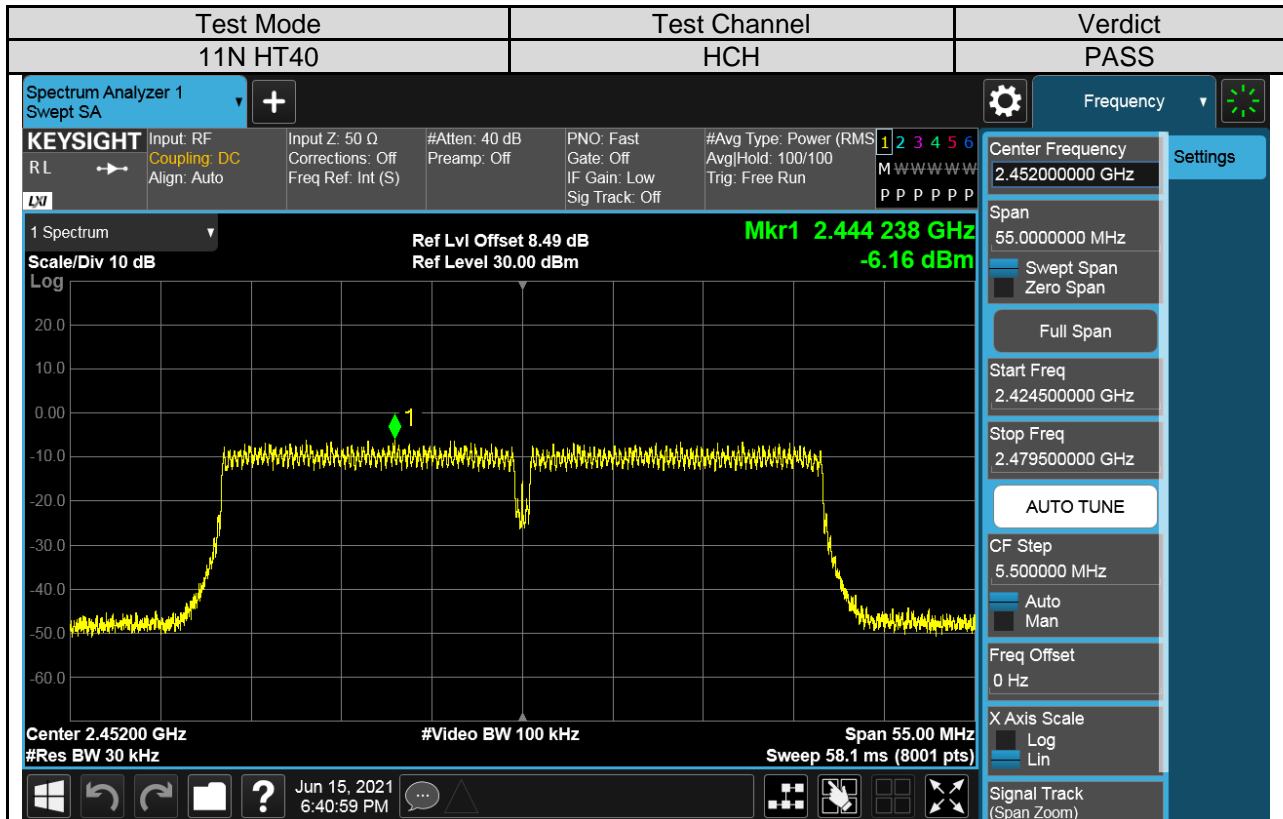 Test Mode Test Channel Verdict
11N HT40 HCH PASS
Spectrum Analyzer 1
Swept SA
+
Frequency
KEYSIGHT
RL
LXI
Input: RF
Coupling: DC
Align: Auto
Input Z: 50 Ω
Corrections: Off
Freq Ref: Int (S)
#Atten: 40 dB
Preamp: Off
PNO: Fast
Gate: Off
IF Gain: Low
Sig Track: Off
#Avg Type: Power (RMS
Avg|Hold: 100/100
Trig: Free Run
1 2 3 4 5 6
M W W W W W
P P P P P P
1 Spectrum
Scale/Div 10 dB
Ref Lvl Offset 8.49 dB
Ref Level 30.00 dBm
Mkr1 2.444 238 GHz
-6.16 dBm
Log
20.0
10.0
0.00
1
-10.0
-20.0
-30.0
-40.0
-50.0
-60.0
Center 2.45200 GHz #Video BW 100 kHz Span 55.00 MHz
#Res BW 30 kHz Sweep 58.1 ms (8001 pts)
?
Jun 15, 2021
6:40:59 PM
Center Frequency
2.452000000 GHz
Settings
Span
55.0000000 MHz
Swept Span
Zero Span
Full Span
Start Freq
2.424500000 GHz
Stop Freq
2.479500000 GHz
AUTO TUNE
CF Step
5.500000 MHz
Auto
Man
Freq Offset
0 Hz
X Axis Scale
Log
Lin
Signal Track
(Span Zoom)